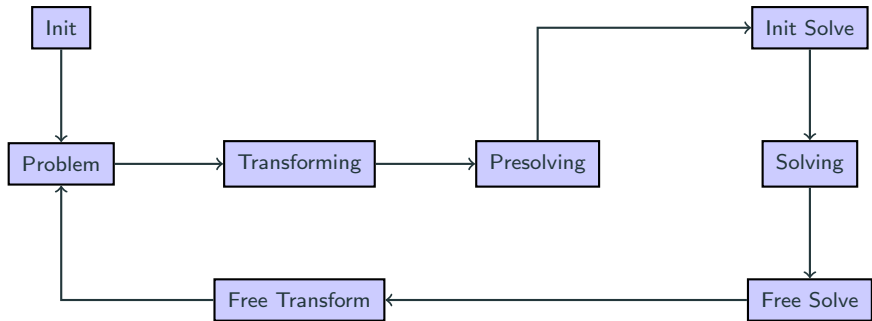 Init
Init Solve
Problem
Transforming
Presolving
Solving
Free Transform
Free Solve